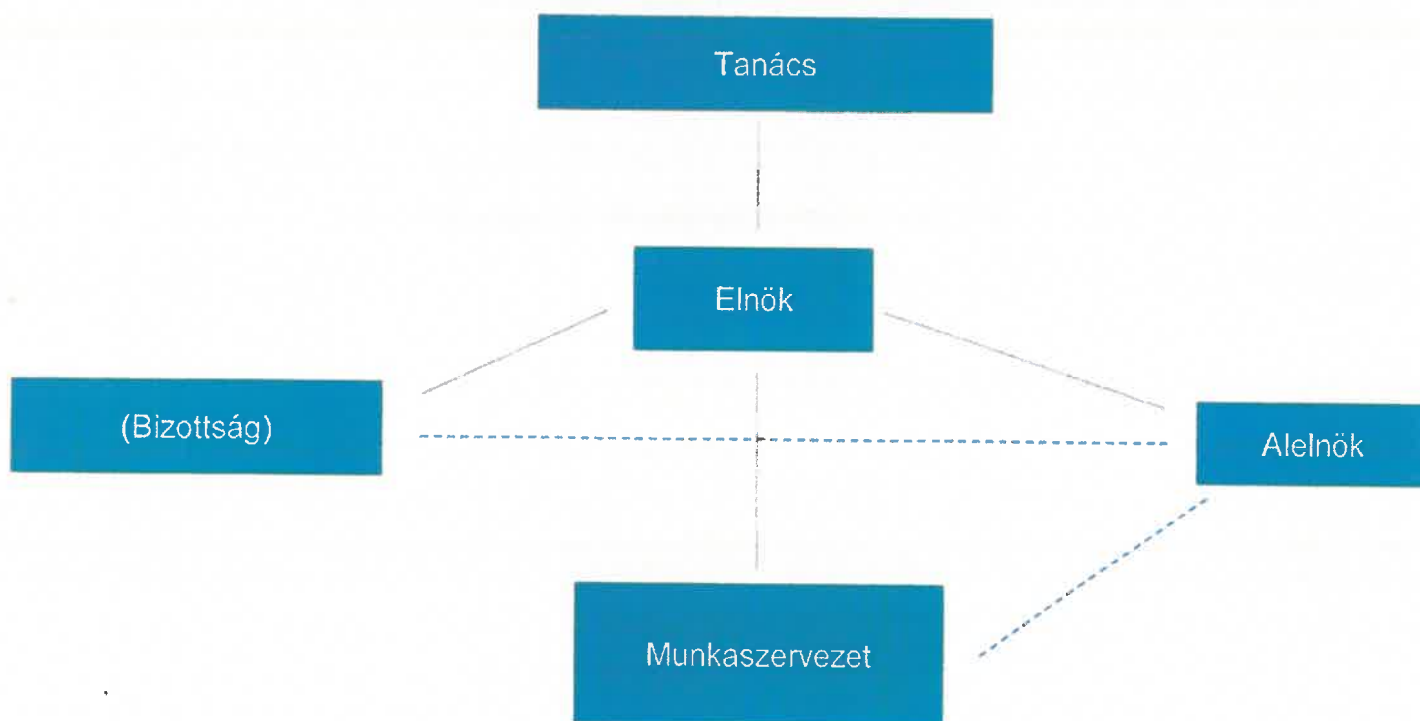 Tanács
Elnök
(Bizottság)
Alelnök
Munkaszervezet